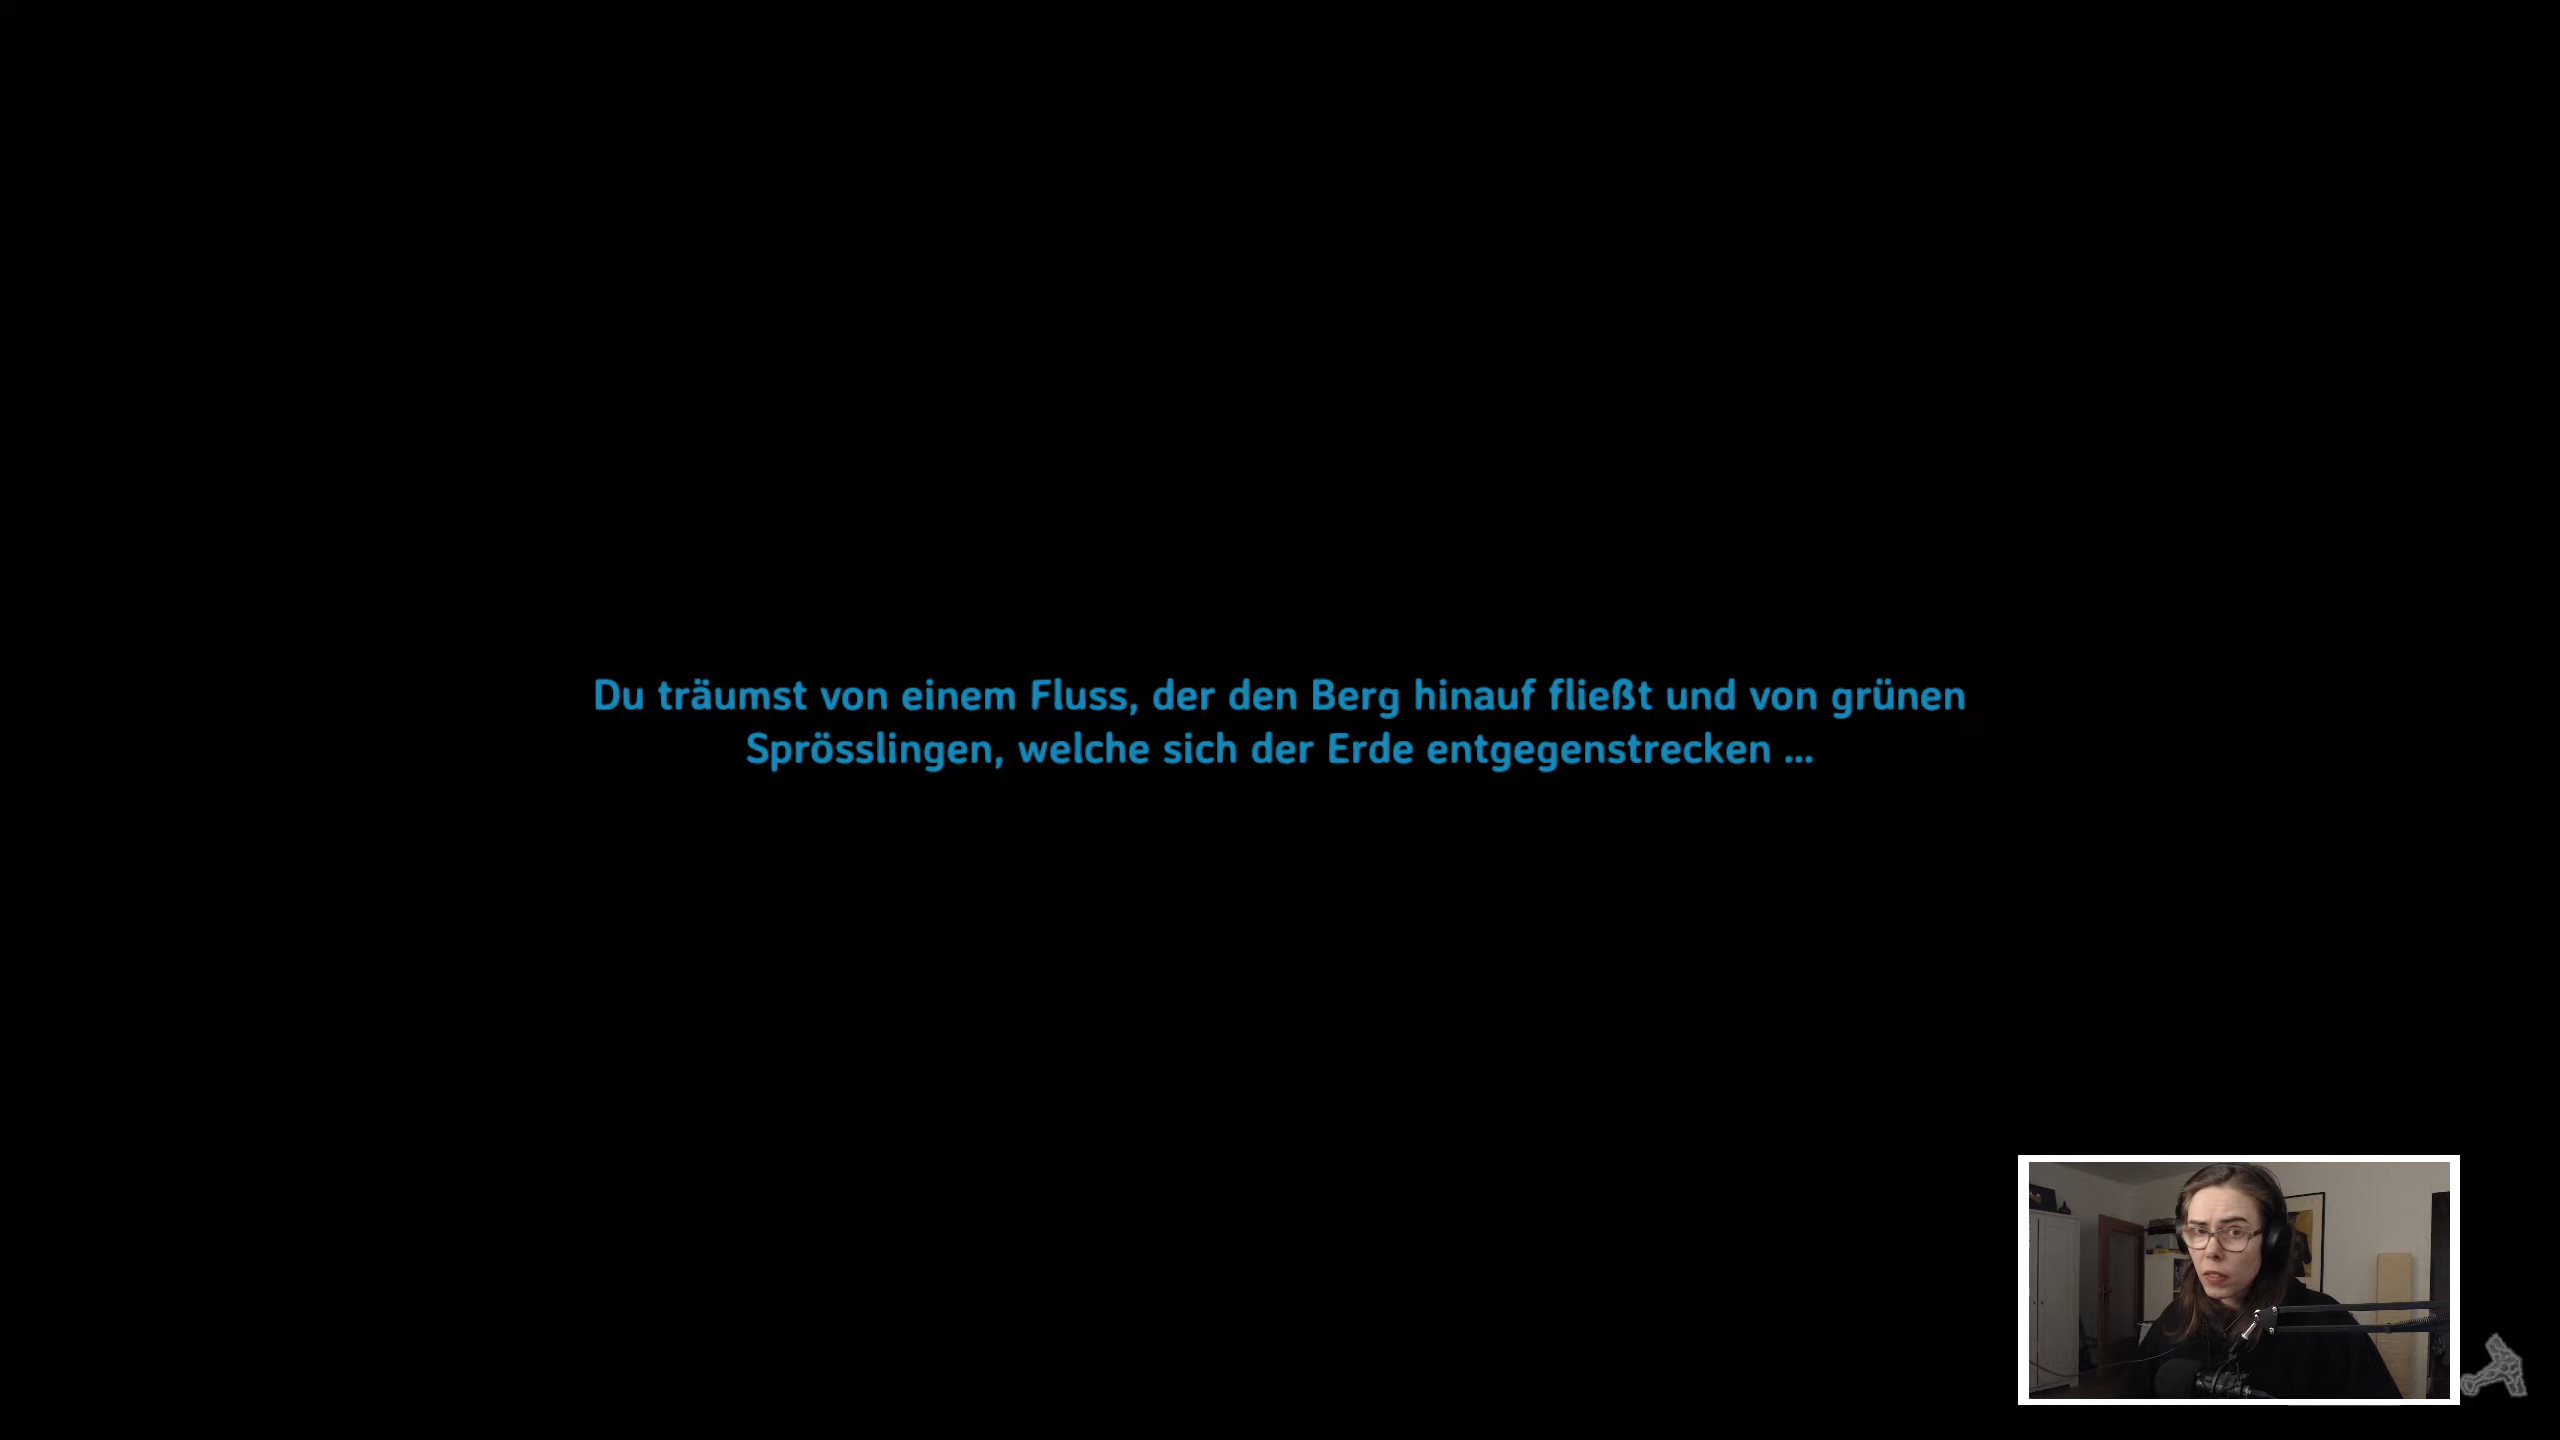 Du träumst von einem Fluss, der den Berg hinauf fließt und von grünen
Sprösslingen, welche sich der Erde entgegenstrecken ...